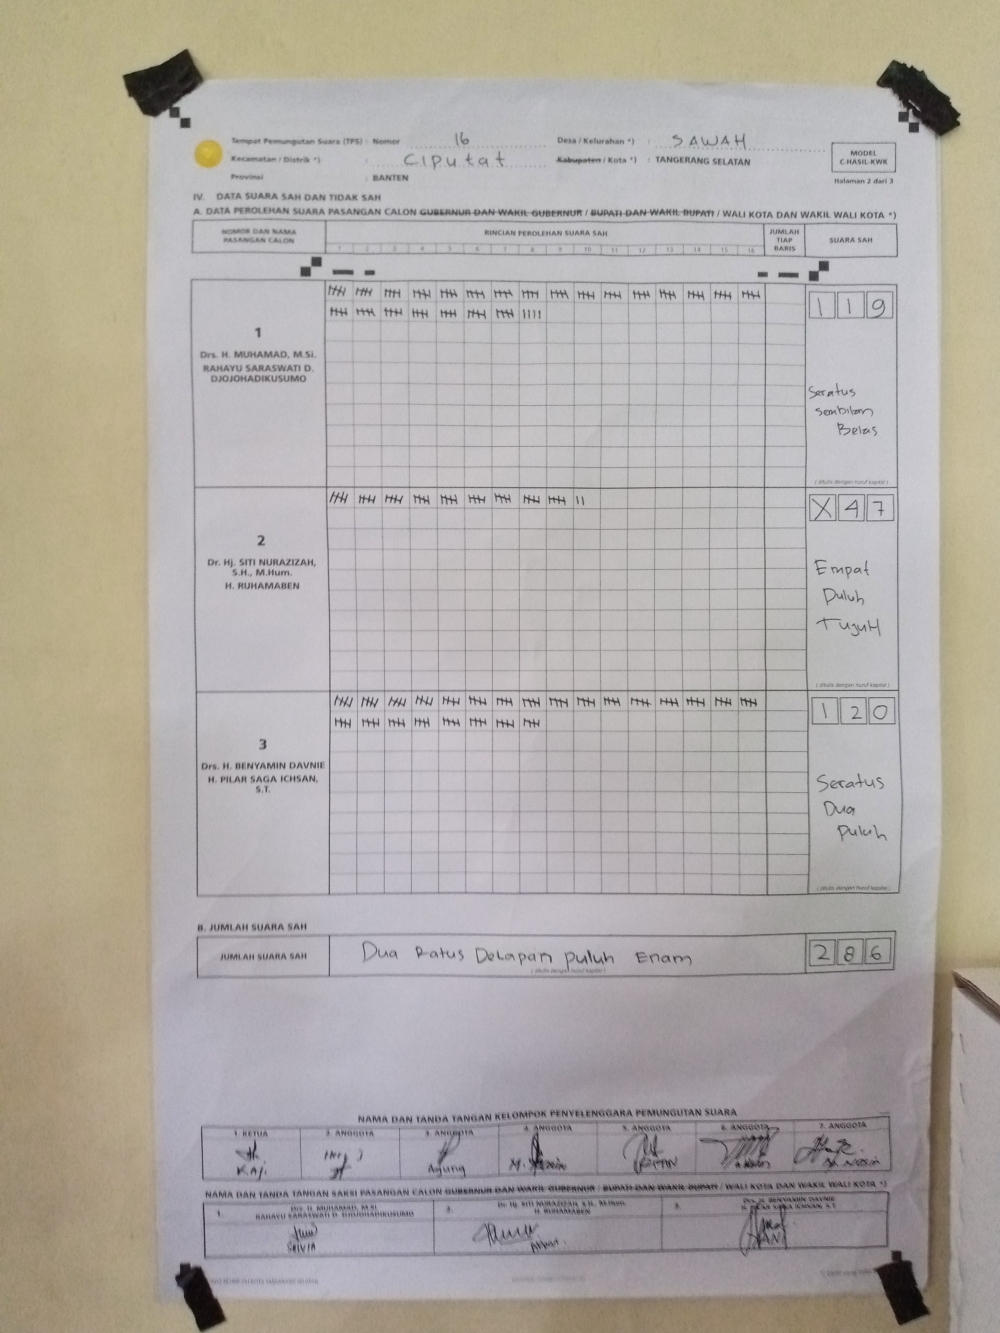 Tempat Pemungutan Suara (TPS) : Nomor 16 Desa / Kelurahan *) : SAWAH
Kecamatan / Distrik *) : Ciputat Kabupaten / Kota *) : TANGERANG SELATAN
Provinsi : BANTEN
MODEL
C.HASIL-KWK
Halaman 2 dari 3
IV. DATA SUARA SAH DAN TIDAK SAH
A. DATA PEROLEHAN SUARA PASANGAN CALON GUBERNUR DAN WAKIL GUBERNUR / BUPATI DAN WAKIL BUPATI / WALI KOTA DAN WAKIL WALI KOTA *)
NOMOR DAN NAMA
PASANGAN CALON
RINCIAN PEROLEHAN SUARA SAH
1 2 3 4 5 6 7 8 9 10 11 12 13 14 15 16
JUMLAH
TIAP
BARIS
SUARA SAH
1
Drs. H. MUHAMAD, M.Si.
RAHAYU SARASWATI D.
DJOJOHADIKUSUMO
119
Seratus
sembilan
Belas
( ditulis dengan huruf kapital )
2
Dr. Hj. SITI NURAZIZAH,
S.H., M.Hum.
H. RUHAMABEN
X47
Empat
Puluh
TujuH
( ditulis dengan huruf kapital )
3
Drs. H. BENYAMIN DAVNIE
H. PILAR SAGA ICHSAN,
S.T.
120
Seratus
Dua
Puluh
( ditulis dengan huruf kapital )
B. JUMLAH SUARA SAH
JUMLAH SUARA SAH
Dua Ratus Delapan Puluh Enam
( ditulis dengan huruf kapital )
286
NAMA DAN TANDA TANGAN KELOMPOK PENYELENGGARA PEMUNGUTAN SUARA
1. KETUA 2. ANGGOTA 3. ANGGOTA 4. ANGGOTA 5. ANGGOTA 6. ANGGOTA 7. ANGGOTA
Agung
NAMA DAN TANDA TANGAN SAKSI PASANGAN CALON GUBERNUR DAN WAKIL GUBERNUR / BUPATI DAN WAKIL BUPATI / WALI KOTA DAN WAKIL WALI KOTA *)
1. Drs. H. MUHAMAD, M.Si.
RAHAYU SARASWATI D. DJOJOHADIKUSUMO
2. Dr. Hj. SITI NURAZIZAH, S.H., M.Hum.
H. RUHAMABEN
3. Drs. H. BENYAMIN DAVNIE
H. PILAR SAGA ICHSAN, S.T.
SILVIA